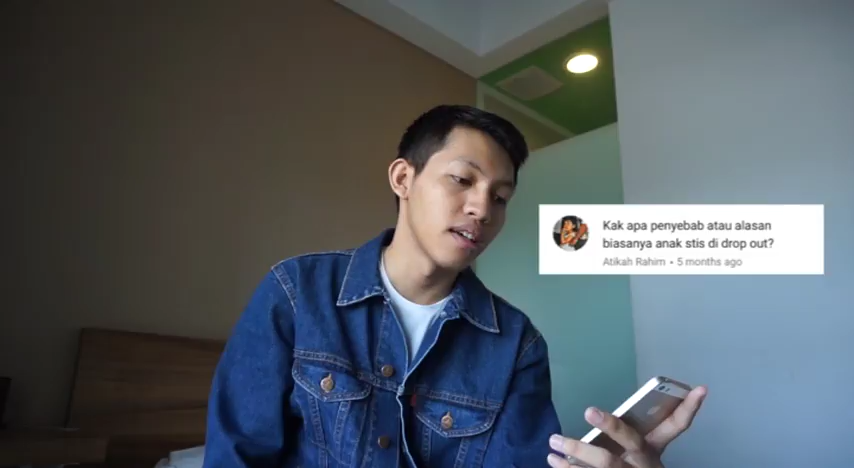 Kak apa penyebab atau alasan
biasanya anak stis di drop out?
Atikah Rahim • 5 months ago